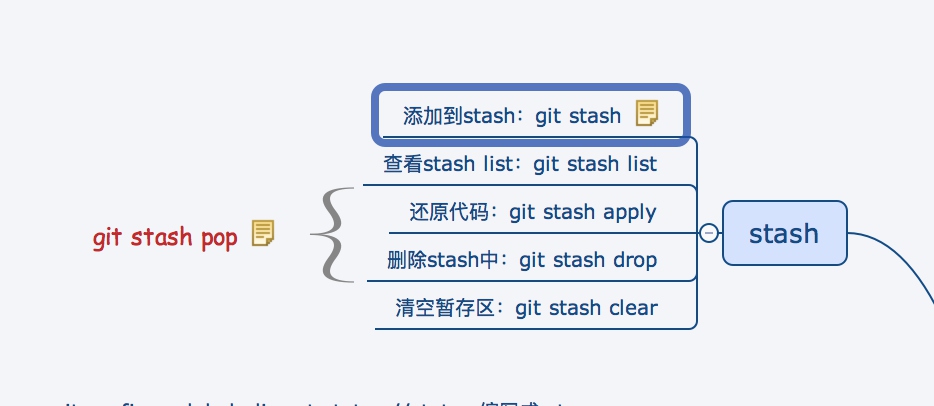 添加到stash：git stash
查看stash list：git stash list
还原代码：git stash apply
git stash pop
删除stash中：git stash drop
清空暂存区：git stash clear
stash